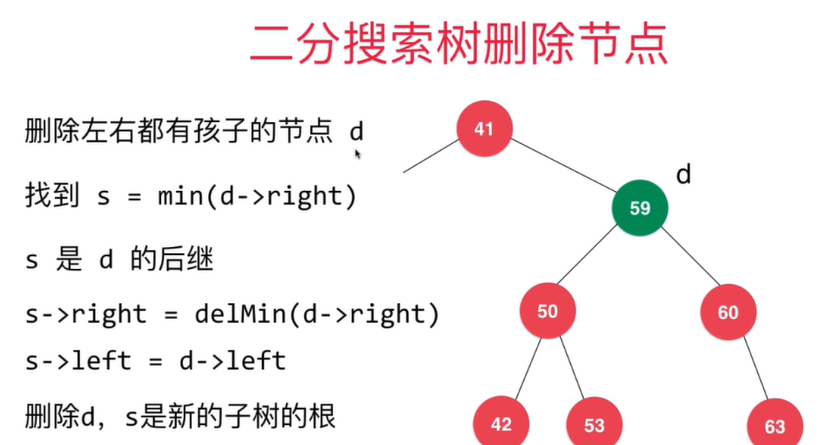 二分搜索树删除节点
删除左右都有孩子的节点 d
找到 s = min(d->right)
s 是 d 的后继
s->right = delMin(d->right)
s->left = d->left
删除d，s是新的子树的根
41
d
59
50
60
42
53
63